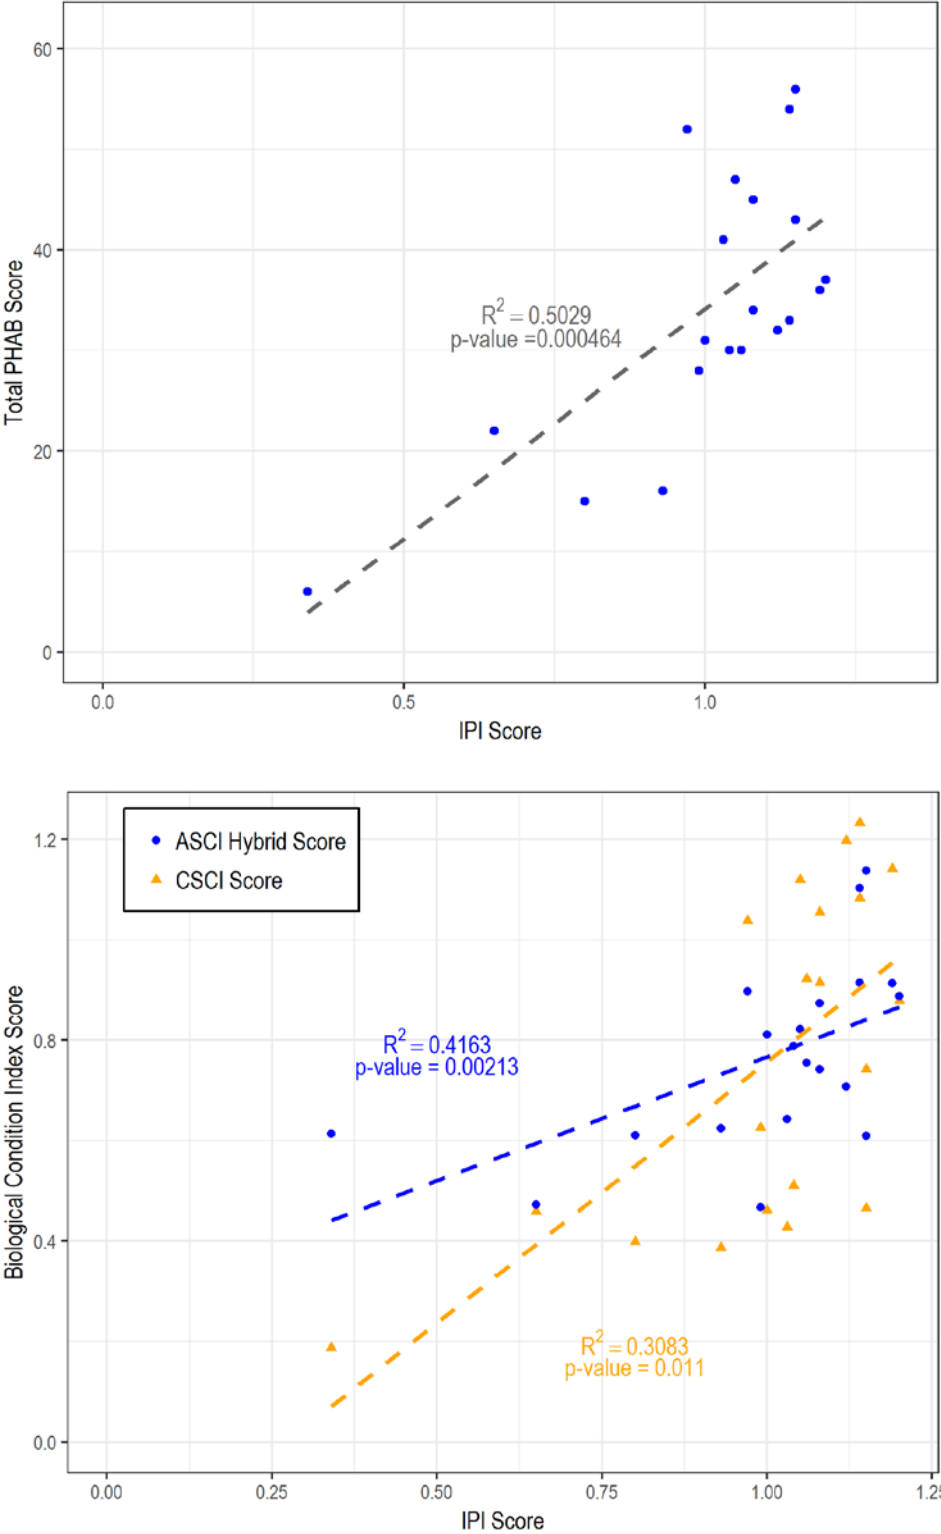 60
40
20
0
Total PHAB Score
R² = 0.5029
p-value =0.000464
0.0
0.5
1.0
IPI Score
ASCI Hybrid Score
CSCI Score
1.2
0.8
0.4
0.0
Biological Condition Index Score
R² = 0.4163
p-value = 0.00213
R² = 0.3083
p-value = 0.011
0.00
0.25
0.50
0.75
1.00
1.25
IPI Score